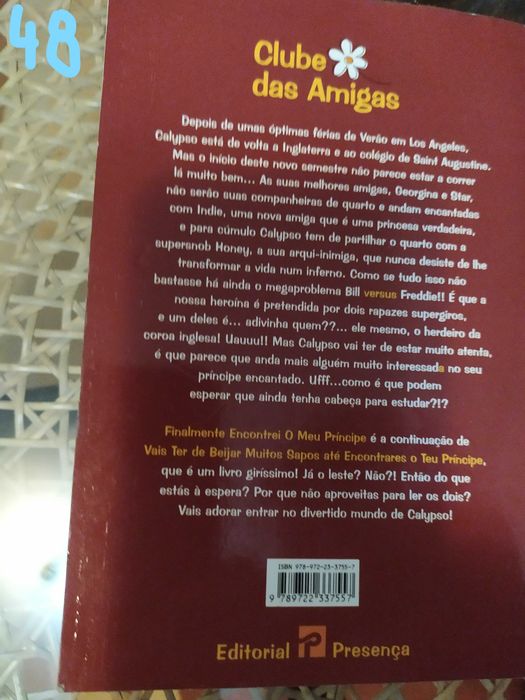 48
Clube
das Amigas
Depois de umas óptimas férias de Verão em Los Angeles,
Calypso está de volta a Inglaterra e ao colégio de Saint Augustine.
Mas o início deste novo semestre não parece estar a correr
lá muito bem... As suas melhores amigas, Georgina e Star,
não serão suas companheiras de quarto e andam encantadas
com Indie, uma nova amiga que é uma princesa verdadeira,
e para cúmulo Calypso tem de partilhar o quarto com a
supersnob Honey, a sua arqui-inimiga, que nunca desiste de lhe
transformar a vida num inferno. Como se tudo isso não
bastasse há ainda o megaproblema Bill versus Freddie!! É que a
nossa heroína é pretendida por dois rapazes supergiros,
e um deles é... adivinha quem??... ele mesmo, o herdeiro da
coroa inglesa! Uauuu!! Mas Calypso vai ter de estar muito atenta,
é que parece que anda mais alguém muito interessada no seu
príncipe encantado. Ufff...como é que podem
esperar que ainda tenha cabeça para estudar?!?
Finalmente Encontrei O Meu Príncipe é a continuação de
Vais Ter de Beijar Muitos Sapos até Encontrares o Teu Príncipe,
que é um livro giríssimo! Já o leste? Não?! Então do que
estás à espera? Por que não aproveitas para ler os dois?
Vais adorar entrar no divertido mundo de Calypso!
ISBN 978-972-23-3755-7
9 789722 337557
Editorial Presença